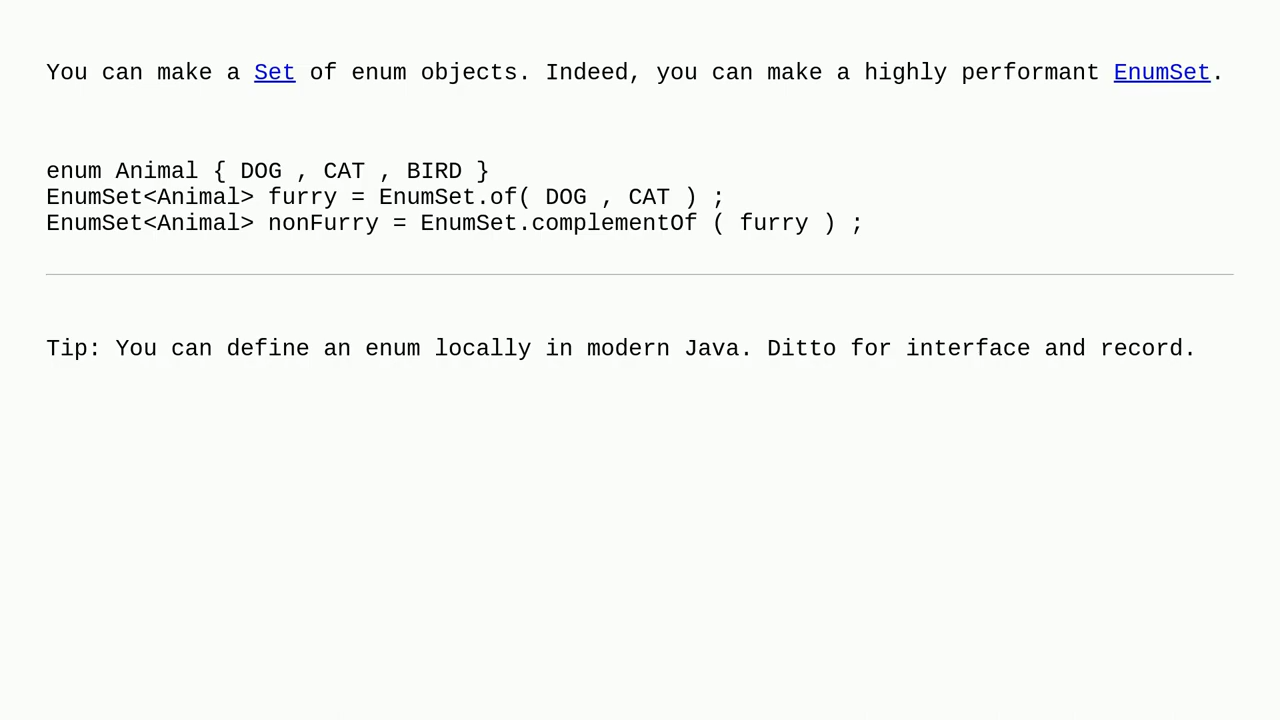 You can make a Set of enum objects. Indeed, you can make a highly performant EnumSet.
enum Animal { DOG , CAT , BIRD }
EnumSet<Animal> furry = EnumSet.of( DOG , CAT ) ;
EnumSet<Animal> nonFurry = EnumSet.complementOf ( furry ) ;
Tip: You can define an enum locally in modern Java. Ditto for interface and record.